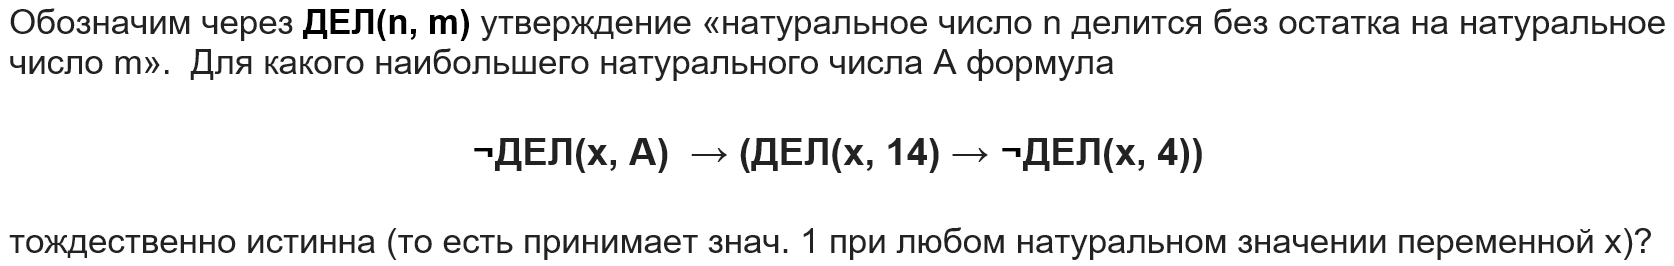 Обозначим через ДЕЛ(n, m) утверждение «натуральное число n делится без остатка на натуральное
число m».  Для какого наибольшего натурального числа А формула
¬ДЕЛ(x, А)  → (ДЕЛ(x, 14) → ¬ДЕЛ(x, 4))
тождественно истинна (то есть принимает знач. 1 при любом натуральном значении переменной х)?